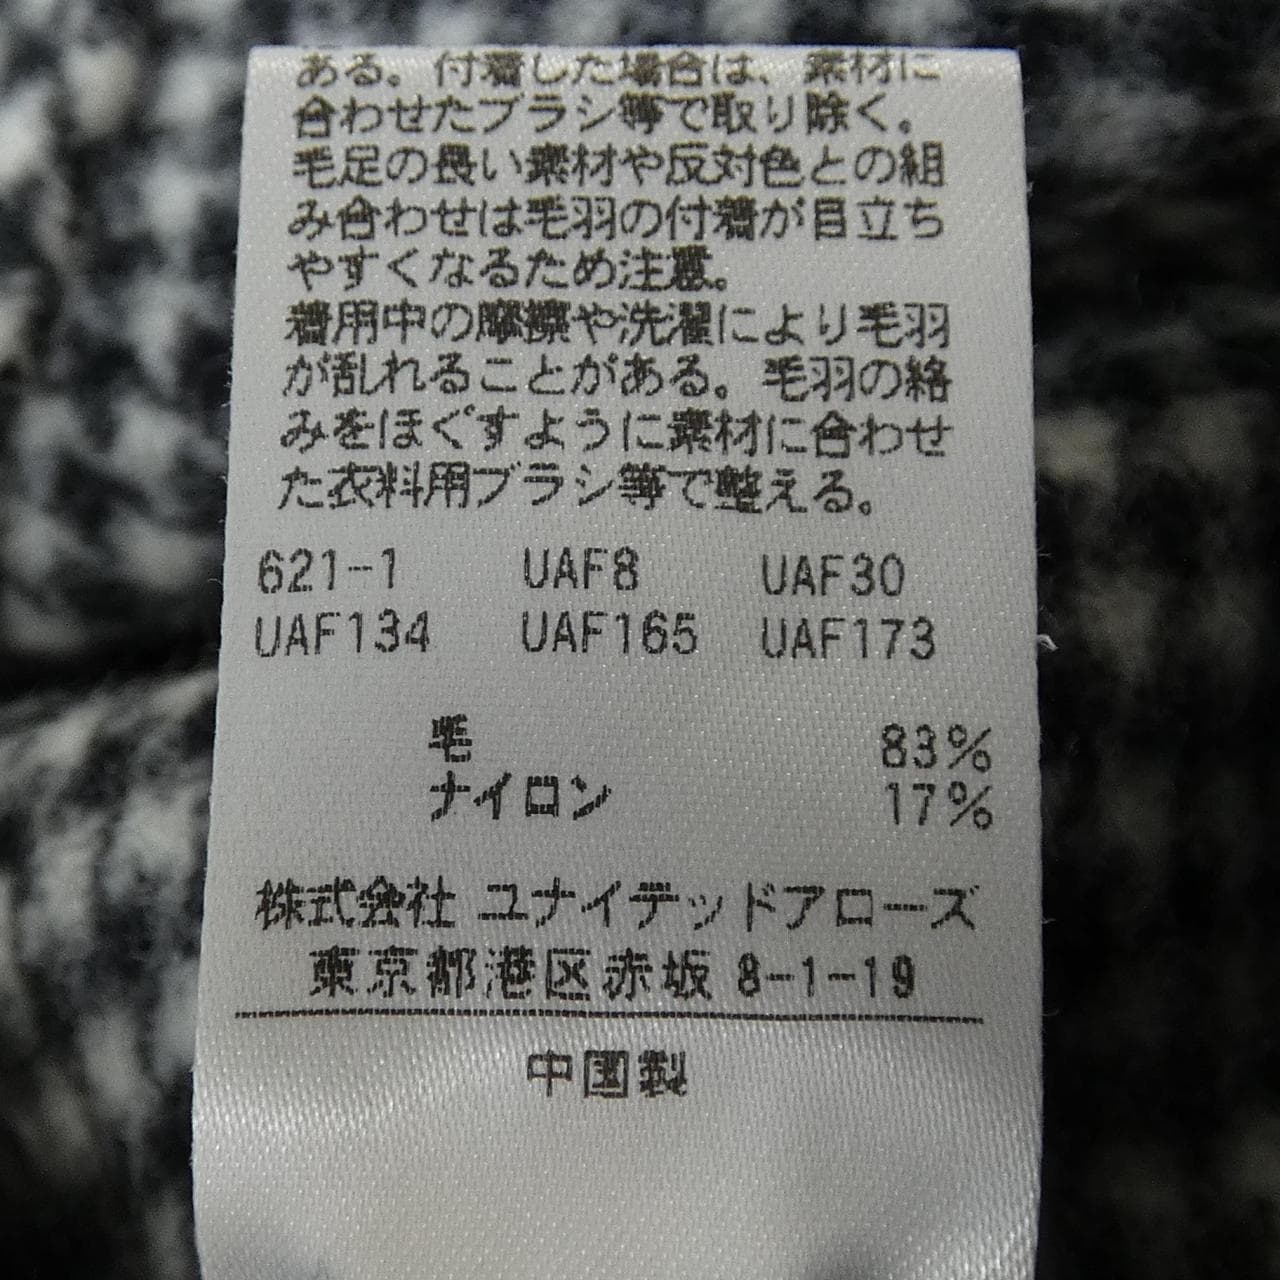 ある。付着した場合は、素材に
合わせたブラシ等で取り除く。
毛足の長い素材や反対色との組
み合わせは毛羽の付着が目立ち
やすくなるため注意。
着用中の摩擦や洗濯により毛羽
が乱れることがある。毛羽の絡
みをほぐすように素材に合わせ
た衣料用ブラシ等で整える。
621-1 UAF8 UAF30
UAF134 UAF165 UAF173
毛 83%
ナイロン 17%
株式会社 ユナイテッドアローズ
東京都港区赤坂 8-1-19
中国製